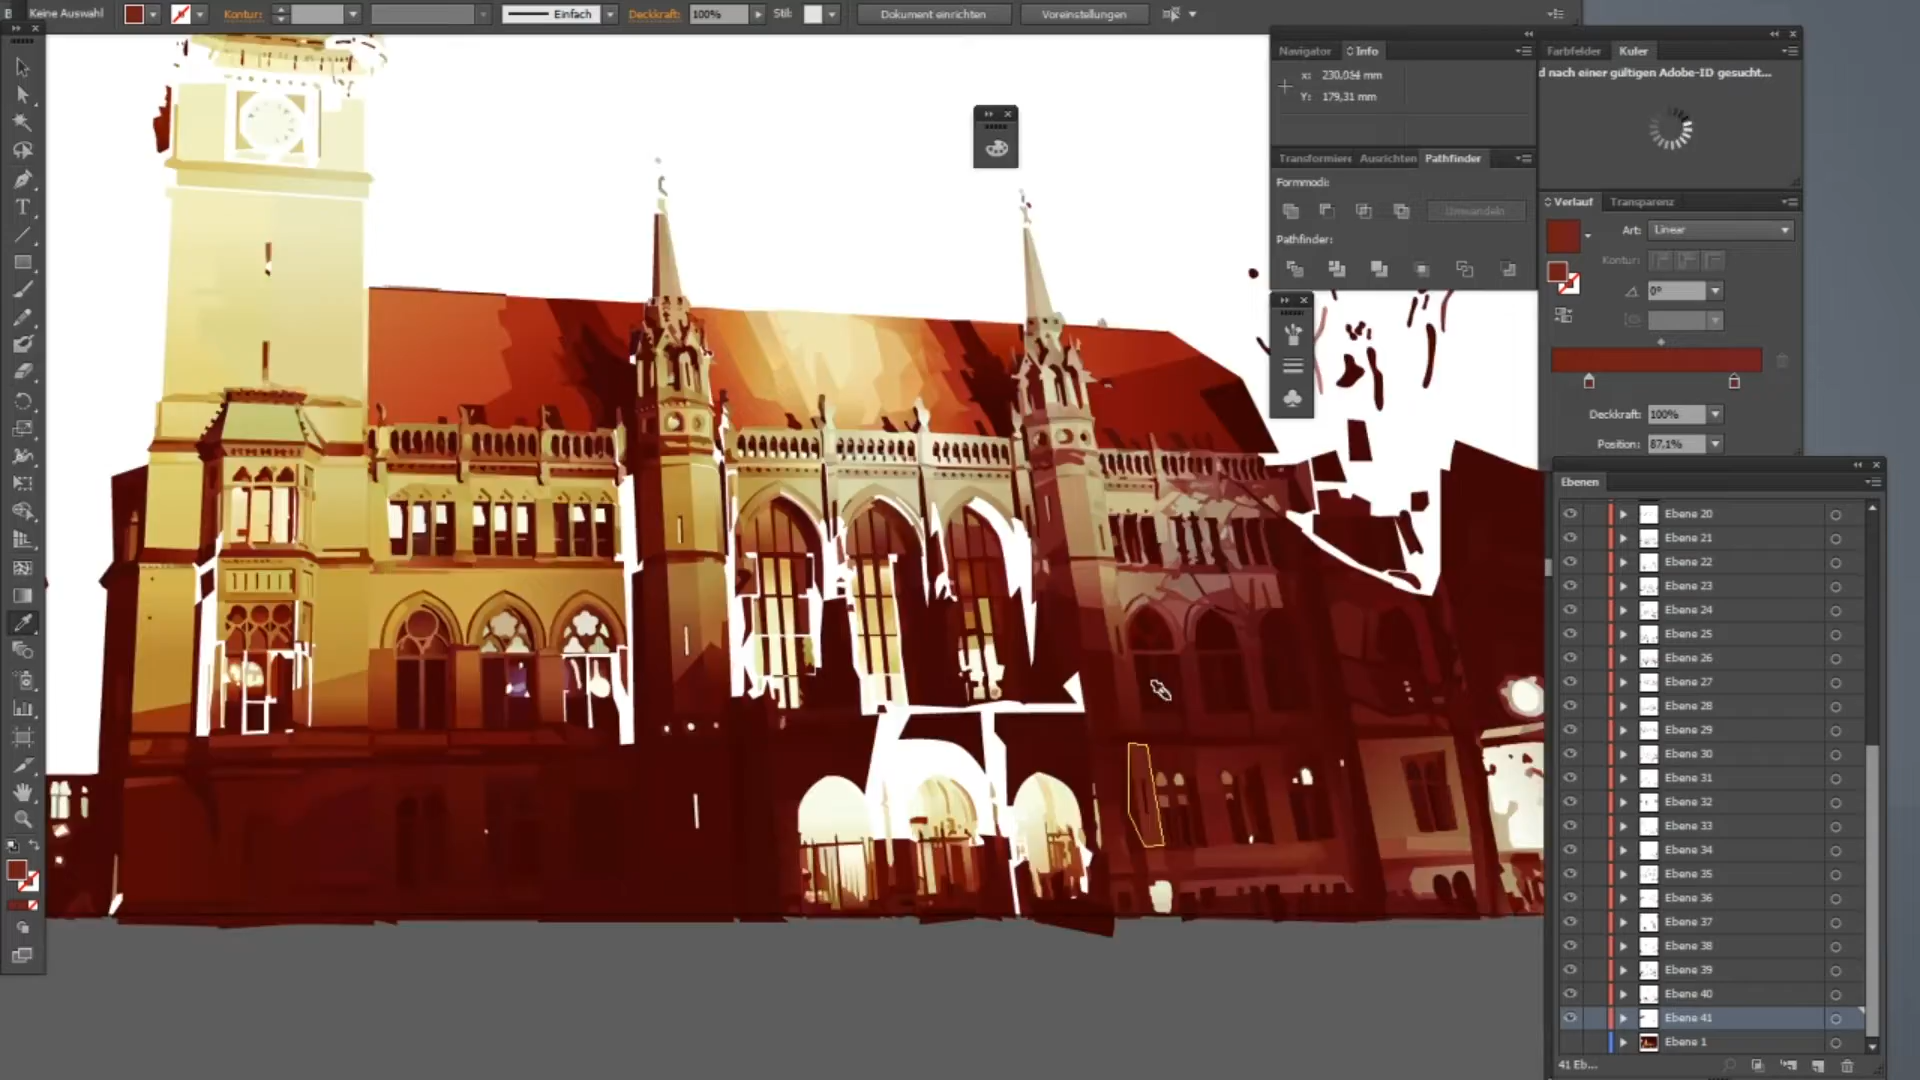 Keine Auswahl
Kontur:
Einfach
Deckkraft:
100%
Stil:
Dokument einrichten
Voreinstellungen
Navigator
Info
X: 230,014 mm
Y: 179,31 mm
Transformiere
Ausrichten
Pathfinder
Formmodi:
Umwandeln
Pathfinder:
Farbfelder
Kuler
d nach einer gültigen Adobe-ID gesucht...
Verlauf
Transparenz
Art:
Linear
Kontur:
0°
Deckkraft:
100%
Position:
87,1%
Ebenen
Ebene 20
Ebene 21
Ebene 22
Ebene 23
Ebene 24
Ebene 25
Ebene 26
Ebene 27
Ebene 28
Ebene 29
Ebene 30
Ebene 31
Ebene 32
Ebene 33
Ebene 34
Ebene 35
Ebene 36
Ebene 37
Ebene 38
Ebene 39
Ebene 40
Ebene 41
Ebene 1
41 Eb...